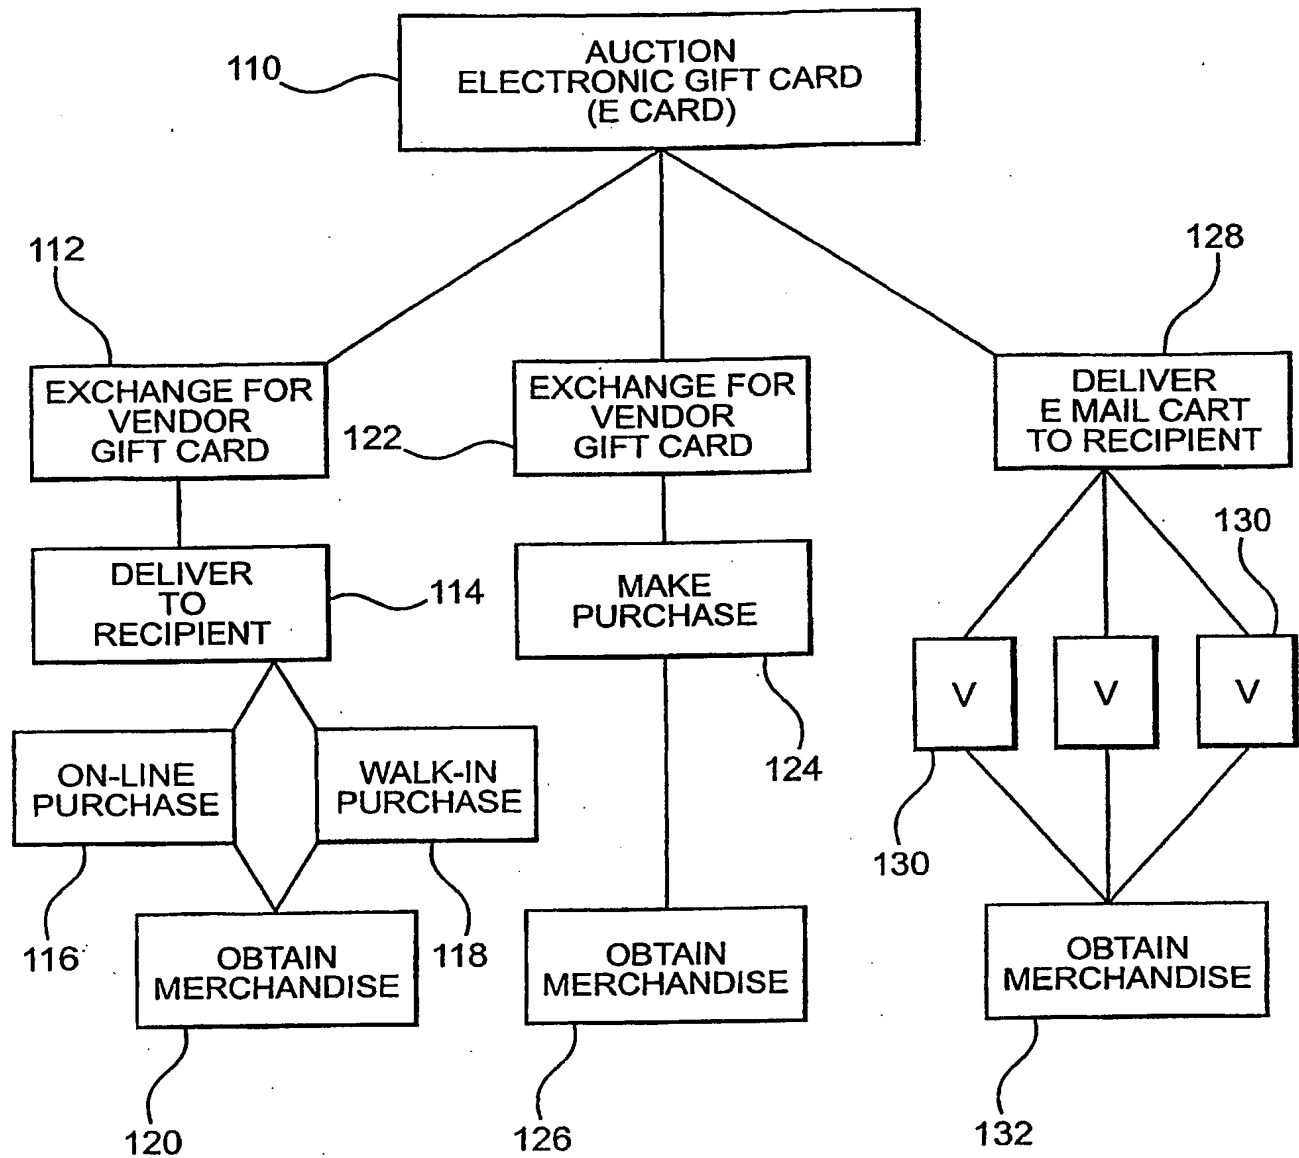 AUCTION
ELECTRONIC GIFT CARD
(E CARD)
110
112
128
EXCHANGE FOR
VENDOR
GIFT CARD
122
EXCHANGE FOR
VENDOR
GIFT CARD
DELIVER
E MAIL CART
TO RECIPIENT
130
DELIVER
TO
RECIPIENT
114
MAKE
PURCHASE
V
V
V
ON-LINE
PURCHASE
WALK-IN
PURCHASE
124
130
116
118
OBTAIN
MERCHANDISE
OBTAIN
MERCHANDISE
OBTAIN
MERCHANDISE
120
126
132